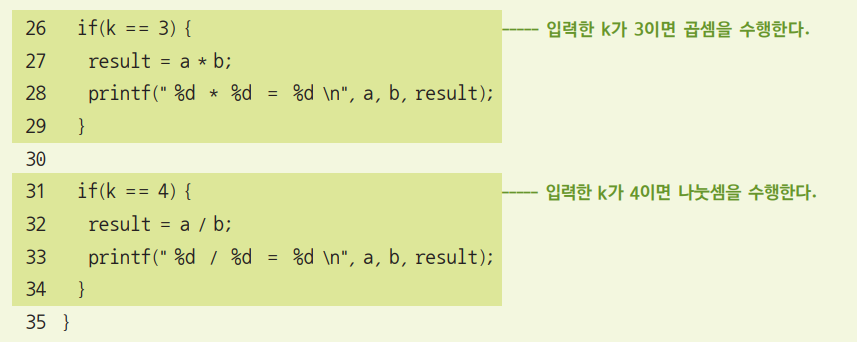 26 if(k == 3) { ----- 입력한 k가 3이면 곱셈을 수행한다.
27 result = a * b;
28 printf(" %d * %d = %d \n", a, b, result);
29 }
30
31 if(k == 4) { ----- 입력한 k가 4이면 나눗셈을 수행한다.
32 result = a / b;
33 printf(" %d / %d = %d \n", a, b, result);
34 }
35 }